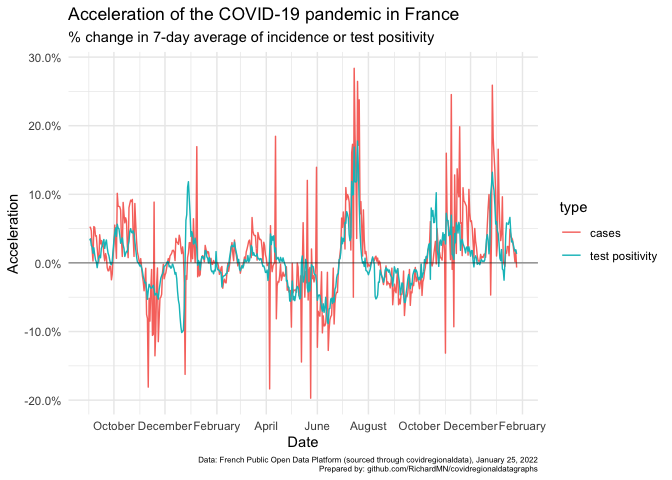 Acceleration of the COVID-19 pandemic in France
% change in 7-day average of incidence or test positivity
30.0%
20.0%
10.0%
0.0%
-10.0%
-20.0%
Acceleration
October December February April June August October December February
Date
type
cases
test positivity
Data: French Public Open Data Platform (sourced through covidregionaldata), January 25, 2022
Prepared by: github.com/RichardMN/covidregionaldatagraphs